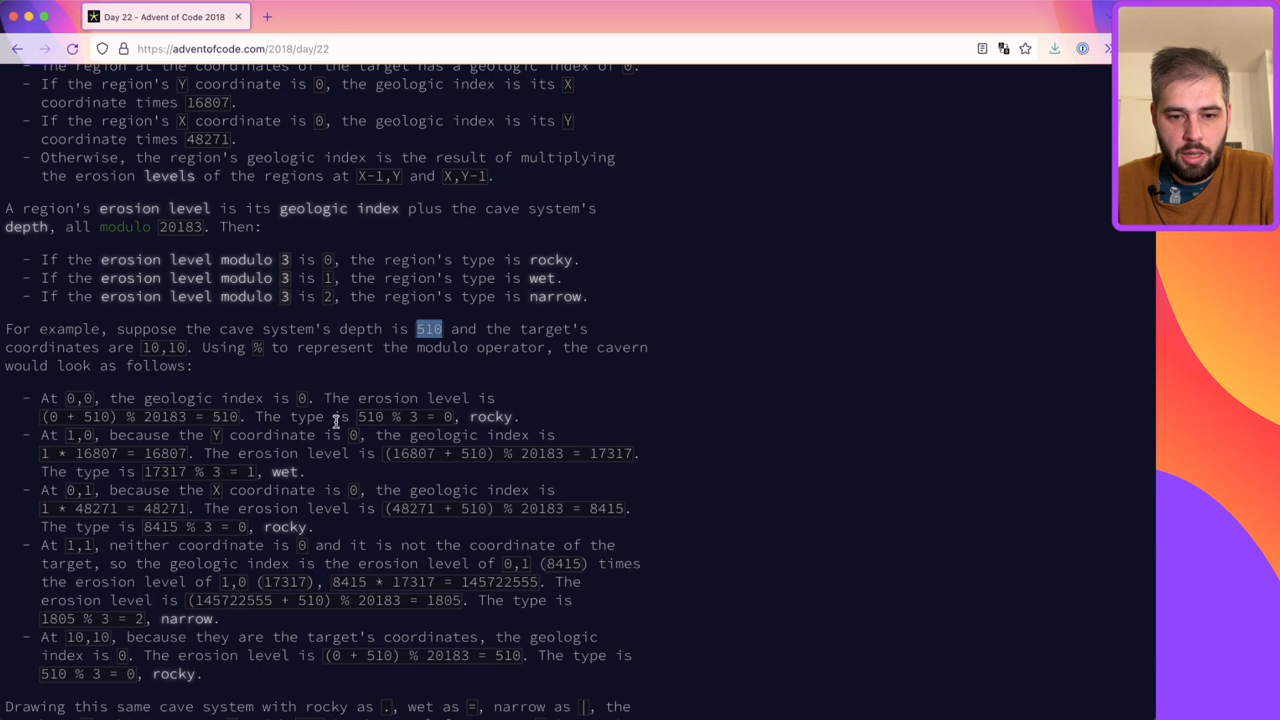 Day 22 - Advent of Code 2018
https://adventofcode.com/2018/day/22
- The region at the coordinates of the target has a geologic index of 0.
- If the region's Y coordinate is 0, the geologic index is its X
coordinate times 16807.
- If the region's X coordinate is 0, the geologic index is its Y
coordinate times 48271.
- Otherwise, the region's geologic index is the result of multiplying
the erosion levels of the regions at X-1,Y and X,Y-1.
A region's erosion level is its geologic index plus the cave system's
depth, all modulo 20183. Then:
- If the erosion level modulo 3 is 0, the region's type is rocky.
- If the erosion level modulo 3 is 1, the region's type is wet.
- If the erosion level modulo 3 is 2, the region's type is narrow.
For example, suppose the cave system's depth is 510 and the target's
coordinates are 10,10. Using % to represent the modulo operator, the cavern
would look as follows:
- At 0,0, the geologic index is 0. The erosion level is
(0 + 510) % 20183 = 510. The type is 510 % 3 = 0, rocky.
- At 1,0, because the Y coordinate is 0, the geologic index is
1 * 16807 = 16807. The erosion level is (16807 + 510) % 20183 = 17317.
The type is 17317 % 3 = 1, wet.
- At 0,1, because the X coordinate is 0, the geologic index is
1 * 48271 = 48271. The erosion level is (48271 + 510) % 20183 = 8415.
The type is 8415 % 3 = 0, rocky.
- At 1,1, neither coordinate is 0 and it is not the coordinate of the
target, so the geologic index is the erosion level of 0,1 (8415) times
the erosion level of 1,0 (17317), 8415 * 17317 = 145722555. The
erosion level is (145722555 + 510) % 20183 = 1805. The type is
1805 % 3 = 2, narrow.
- At 10,10, because they are the target's coordinates, the geologic
index is 0. The erosion level is (0 + 510) % 20183 = 510. The type is
510 % 3 = 0, rocky.
Drawing this same cave system with rocky as ., wet as =, narrow as |, the